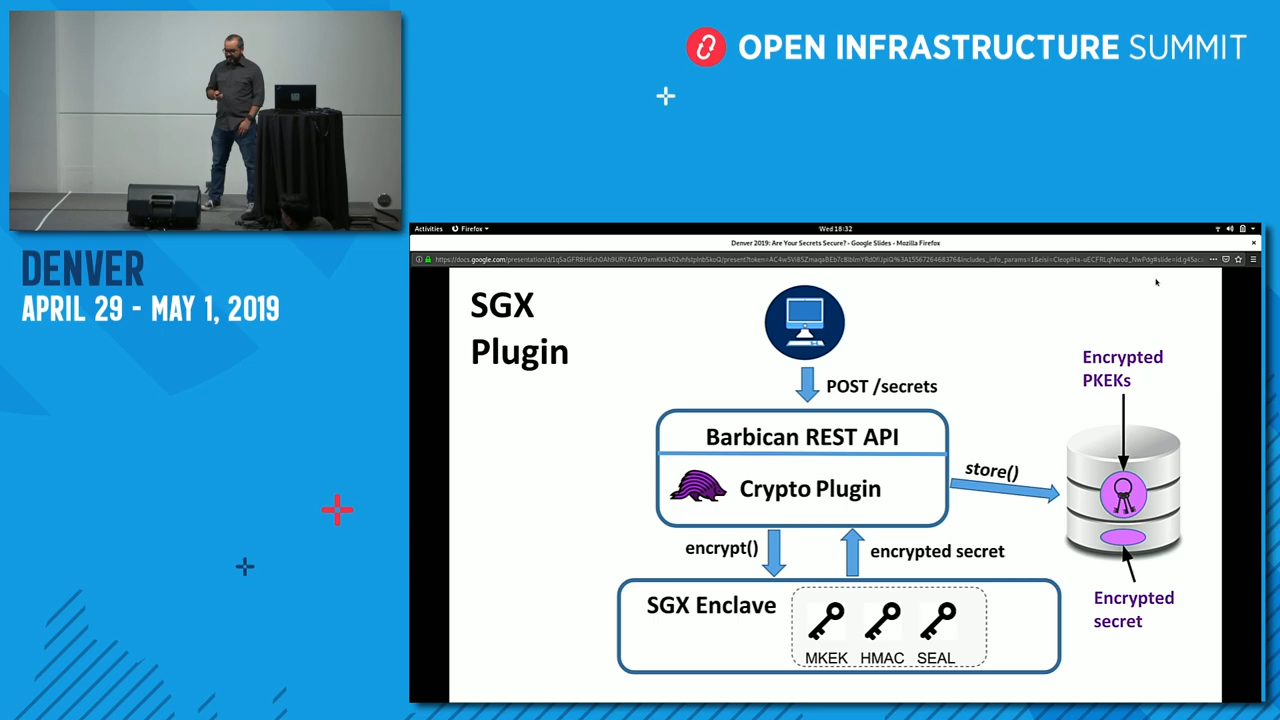 OPEN INFRASTRUCTURE SUMMIT
DENVER
APRIL 29 - MAY 1, 2019
Activities
Firefox
Wed 18:32
Denver 2019: Are Your Secrets Secure? - Google Slides - Mozilla Firefox
SGX
Plugin
POST /secrets
Barbican REST API
Crypto Plugin
store()
Encrypted
PKEKs
encrypt()
encrypted secret
SGX Enclave
MKEK HMAC SEAL
Encrypted
secret